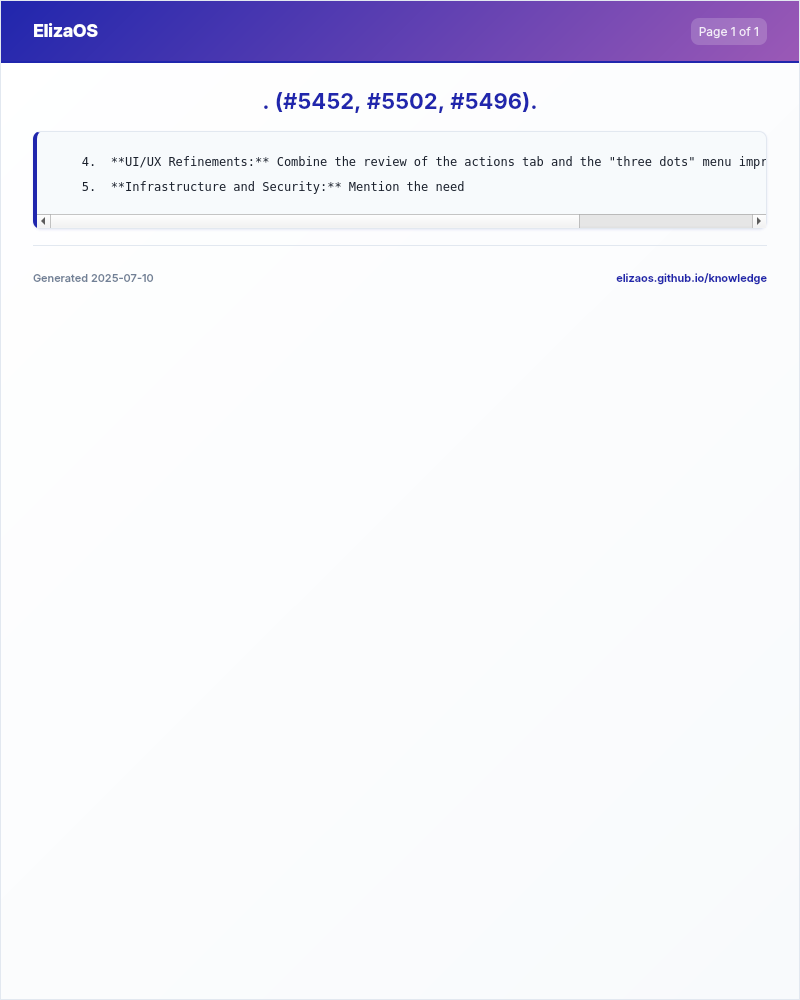 ElizaOS
Page 1 of 1
. (#5452, #5502, #5496).
4.  **UI/UX Refinements:** Combine the review of the actions tab and the "three dots" menu impr
5.  **Infrastructure and Security:** Mention the need
Generated 2025-07-10
elizaos.github.io/knowledge